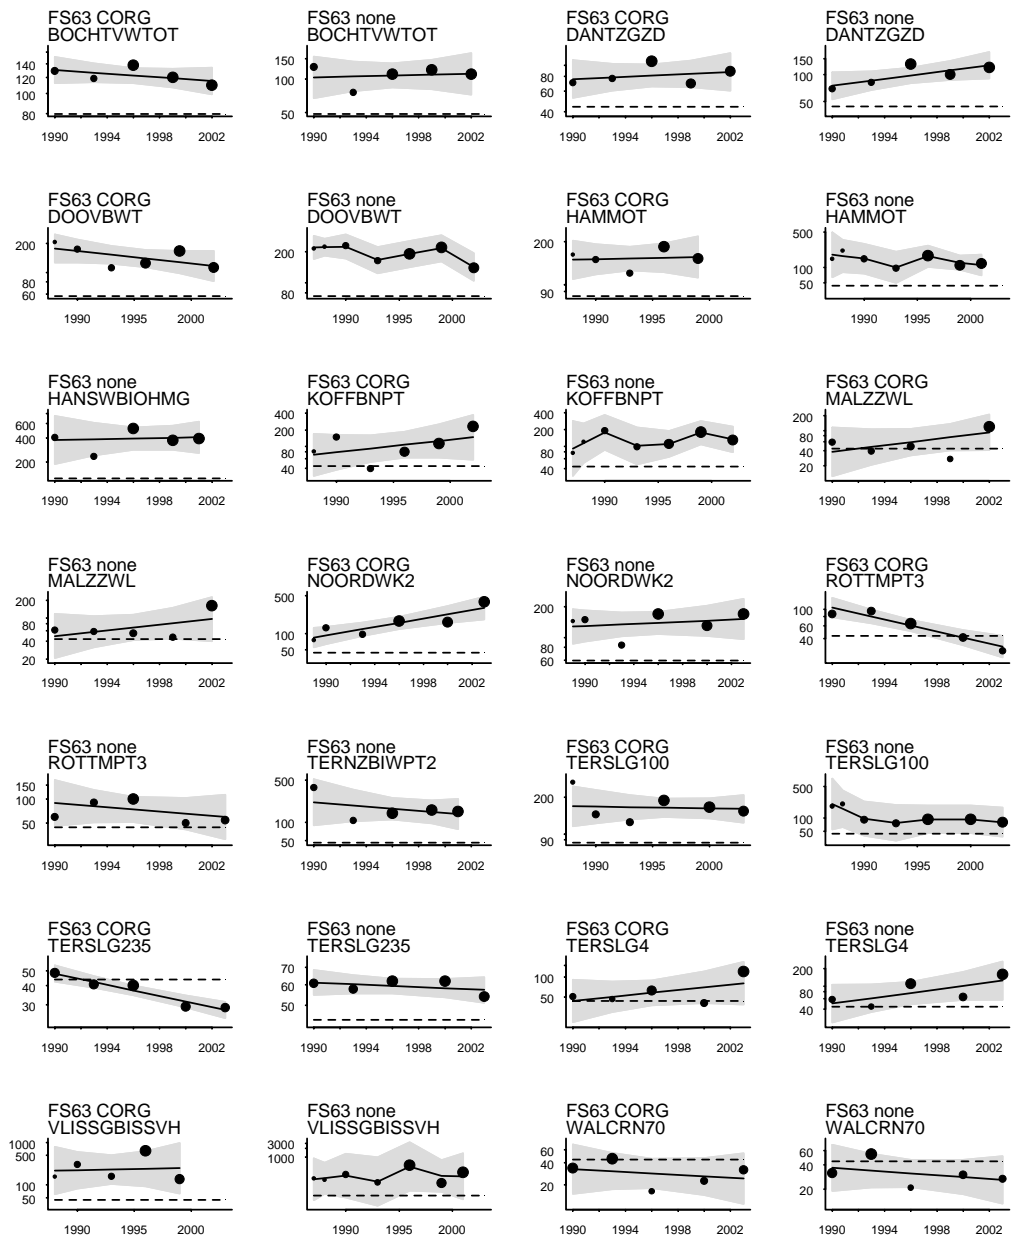 FS63 CORG
BOCHTVWTOT
140
120
100
80
1990 1994 1998 2002
FS63 none
BOCHTVWTOT
150
100
50
1990 1994 1998 2002
FS63 CORG
DANTZGZD
80
60
40
1990 1994 1998 2002
FS63 none
DANTZGZD
150
100
50
1990 1994 1998 2002
FS63 CORG
DOOVBWT
200
80
60
1990 1995 2000
FS63 none
DOOVBWT
200
80
1990 1995 2000
FS63 CORG
HAMMOT
200
90
1990 1995 2000
FS63 none
HAMMOT
500
100
50
1990 1995 2000
FS63 none
HANSWBIOHMG
600
400
200
1990 1994 1998 2002
FS63 CORG
KOFFBNPT
400
200
80
40
1990 1995 2000
FS63 none
KOFFBNPT
400
200
80
40
1990 1995 2000
FS63 CORG
MALZZWL
200
80
40
20
1990 1994 1998 2002
FS63 none
MALZZWL
200
80
40
20
1990 1994 1998 2002
FS63 CORG
NOORDWK2
500
100
50
1990 1994 1998 2002
FS63 none
NOORDWK2
200
80
60
1990 1994 1998 2002
FS63 CORG
ROTTMPT3
100
60
40
1990 1994 1998 2002
FS63 none
ROTTMPT3
150
100
50
1990 1994 1998 2002
FS63 none
TERNZBIWPT2
500
100
50
1990 1994 1998 2002
FS63 CORG
TERSLG100
200
90
1990 1995 2000
FS63 none
TERSLG100
500
100
50
1990 1995 2000
FS63 CORG
TERSLG235
50
40
30
1990 1994 1998 2002
FS63 none
TERSLG235
70
60
50
1990 1994 1998 2002
FS63 CORG
TERSLG4
100
50
1990 1994 1998 2002
FS63 none
TERSLG4
200
80
40
1990 1994 1998 2002
FS63 CORG
VLISSGBISSVH
1000
500
100
50
1990 1995 2000
FS63 none
VLISSGBISSVH
3000
1000
1990 1995 2000
FS63 CORG
WALCRN70
60
40
20
1990 1994 1998 2002
FS63 none
WALCRN70
60
40
20
1990 1994 1998 2002